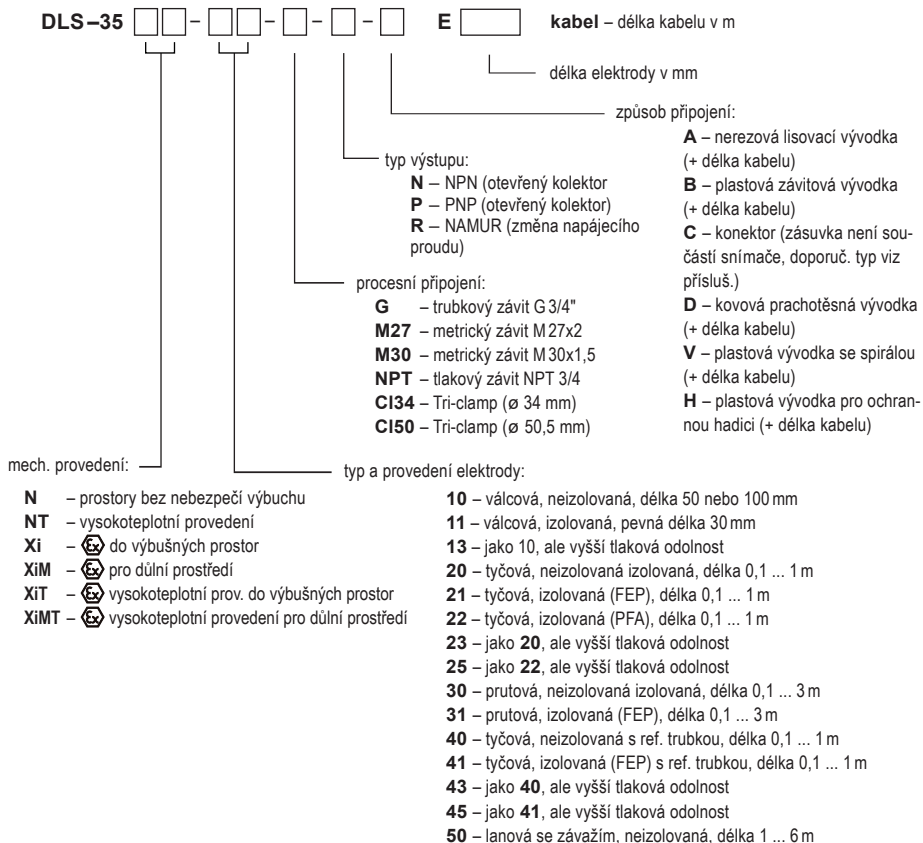 DLS–35 – – – – E kabel – délka kabelu v m
délka elektrody v mm
způsob připojení:
A – nerezová lisovací vývodka
(+ délka kabelu)
B – plastová závitová vývodka
(+ délka kabelu)
C – konektor (zásuvka není sou-
částí snímače, doporuč. typ viz
přísluš.)
D – kovová prachotěsná vývodka
(+ délka kabelu)
V – plastová vývodka se spirálou
(+ délka kabelu)
H – plastová vývodka pro ochran-
nou hadici (+ délka kabelu)
typ výstupu:
N – NPN (otevřený kolektor
P – PNP (otevřený kolektor)
R – NAMUR (změna napájecího
proudu)
procesní připojení:
G – trubkový závit G 3/4"
M27 – metrický závit M 27x2
M30 – metrický závit M 30x1,5
NPT – tlakový závit NPT 3/4
Cl34 – Tri-clamp (ø 34 mm)
Cl50 – Tri-clamp (ø 50,5 mm)
mech. provedení:
N – prostory bez nebezpečí výbuchu
NT – vysokoteplotní provedení
Xi – Ex do výbušných prostor
XiM – Ex pro důlní prostředí
XiT – Ex vysokoteplotní prov. do výbušných prostor
XiMT – Ex vysokoteplotní provedení pro důlní prostředí
typ a provedení elektrody:
10 – válcová, neizolovaná, délka 50 nebo 100 mm
11 – válcová, izolovaná, pevná délka 30 mm
13 – jako 10, ale vyšší tlaková odolnost
20 – tyčová, neizolovaná izolovaná, délka 0,1 ... 1 m
21 – tyčová, izolovaná (FEP), délka 0,1 ... 1 m
22 – tyčová, izolovaná (PFA), délka 0,1 ... 1 m
23 – jako 20, ale vyšší tlaková odolnost
25 – jako 22, ale vyšší tlaková odolnost
30 – prutová, neizolovaná izolovaná, délka 0,1 ... 3 m
31 – prutová, izolovaná (FEP), délka 0,1 ... 3 m
40 – tyčová, neizolovaná s ref. trubkou, délka 0,1 ... 1 m
41 – tyčová, izolovaná (FEP) s ref. trubkou, délka 0,1 ... 1 m
43 – jako 40, ale vyšší tlaková odolnost
45 – jako 41, ale vyšší tlaková odolnost
50 – lanová se závažím, neizolovaná, délka 1 ... 6 m